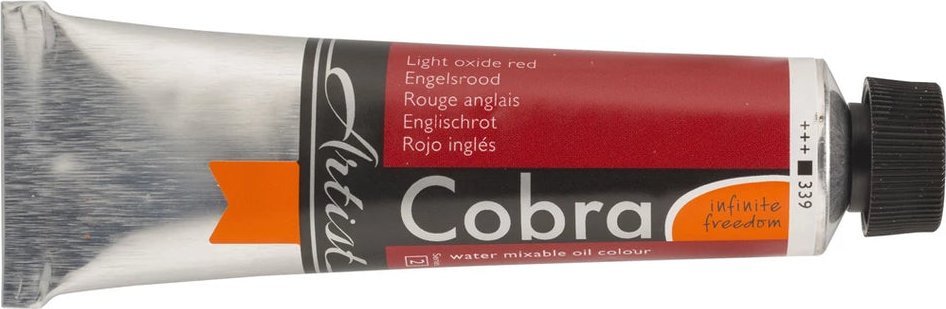 Artist
Light oxide red
Engelsrood
Rouge anglais
Englischrot
Rojo inglés
Cobra
infinite
freedom
water mixable oil colour
Series 2
+++ 339